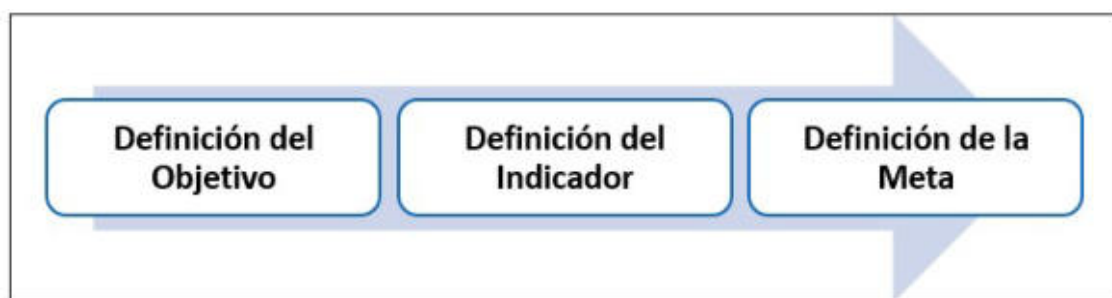 Definición del
Objetivo
Definición del
Indicador
Definición de la
Meta